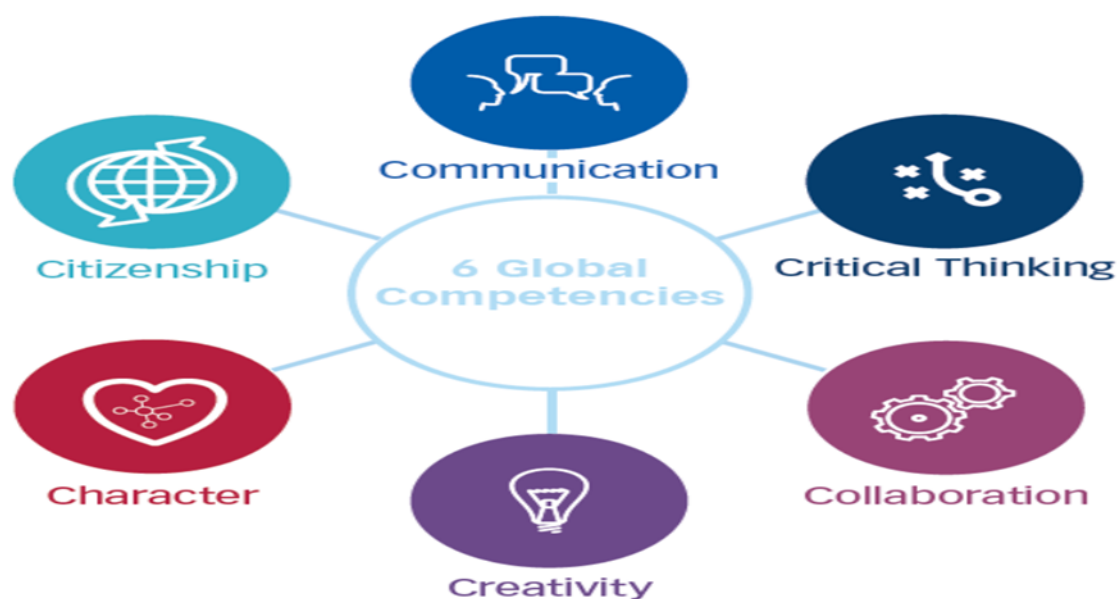 Communication
Citizenship
Critical Thinking
6 Global
Competencies
Character
Collaboration
Creativity